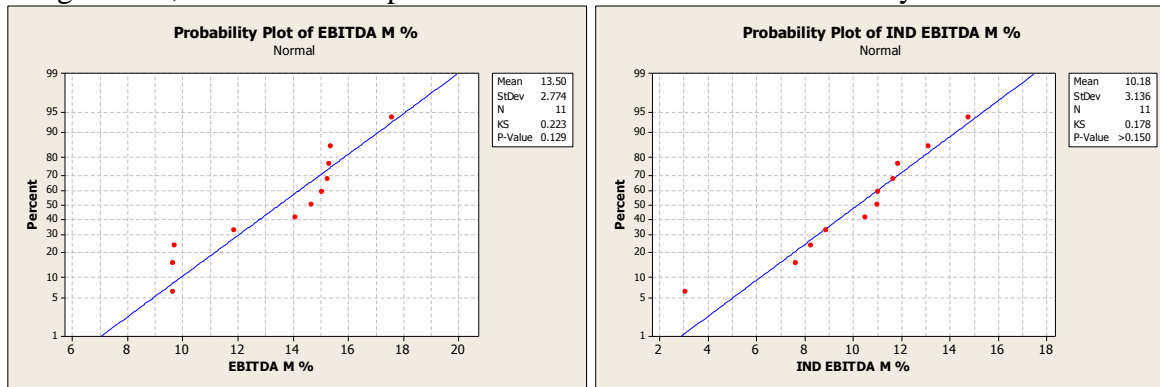 Probability Plot of EBITDA M %
Normal
99
95
90
80
70
60
50
40
30
20
10
5
1
Percent
6 8 10 12 14 16 18 20
EBITDA M %
Mean 13.50
StDev 2.774
N 11
KS 0.223
P-Value 0.129
Probability Plot of IND EBITDA M %
Normal
99
95
90
80
70
60
50
40
30
20
10
5
1
Percent
2 4 6 8 10 12 14 16 18
IND EBITDA M %
Mean 10.18
StDev 3.136
N 11
KS 0.178
P-Value >0.150